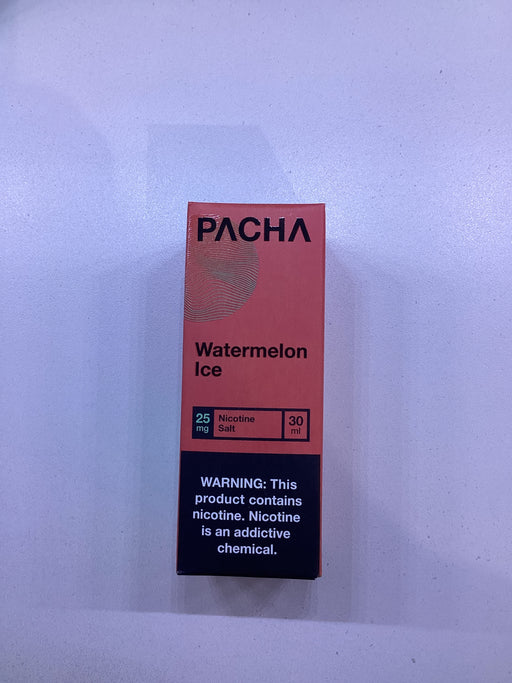 PACHA
Watermelon
Ice
25
mg
Nicotine
Salt
30
ml
WARNING: This
product contains
nicotine. Nicotine
is an addictive
chemical.